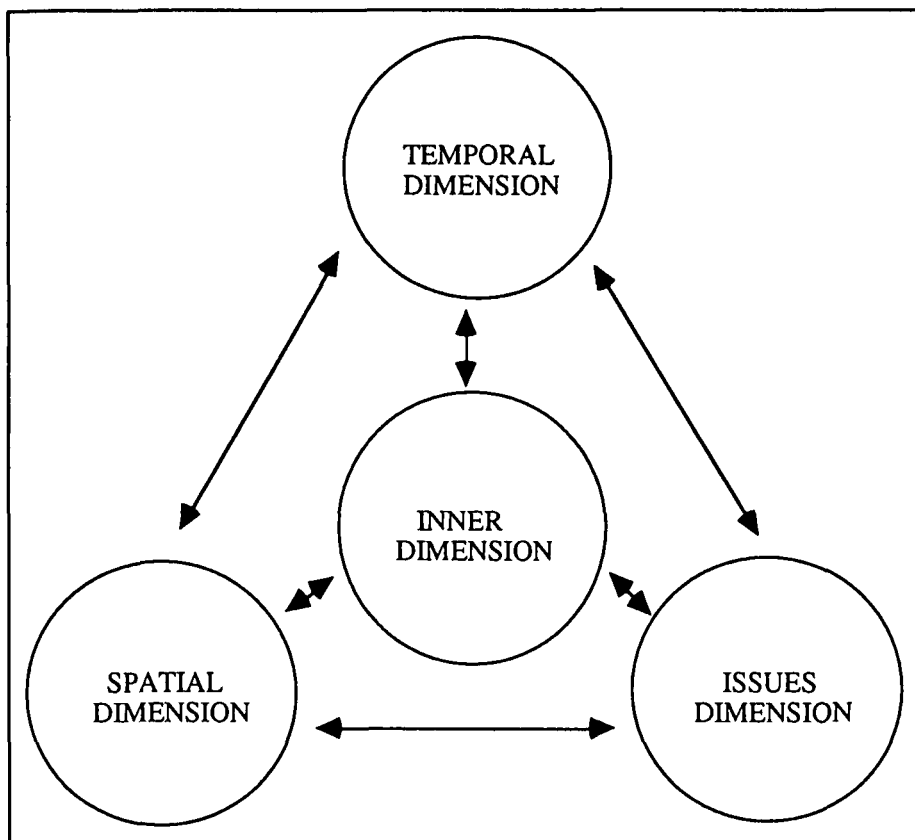 TEMPORAL
DIMENSION
INNER
DIMENSION
SPATIAL
DIMENSION
ISSUES
DIMENSION